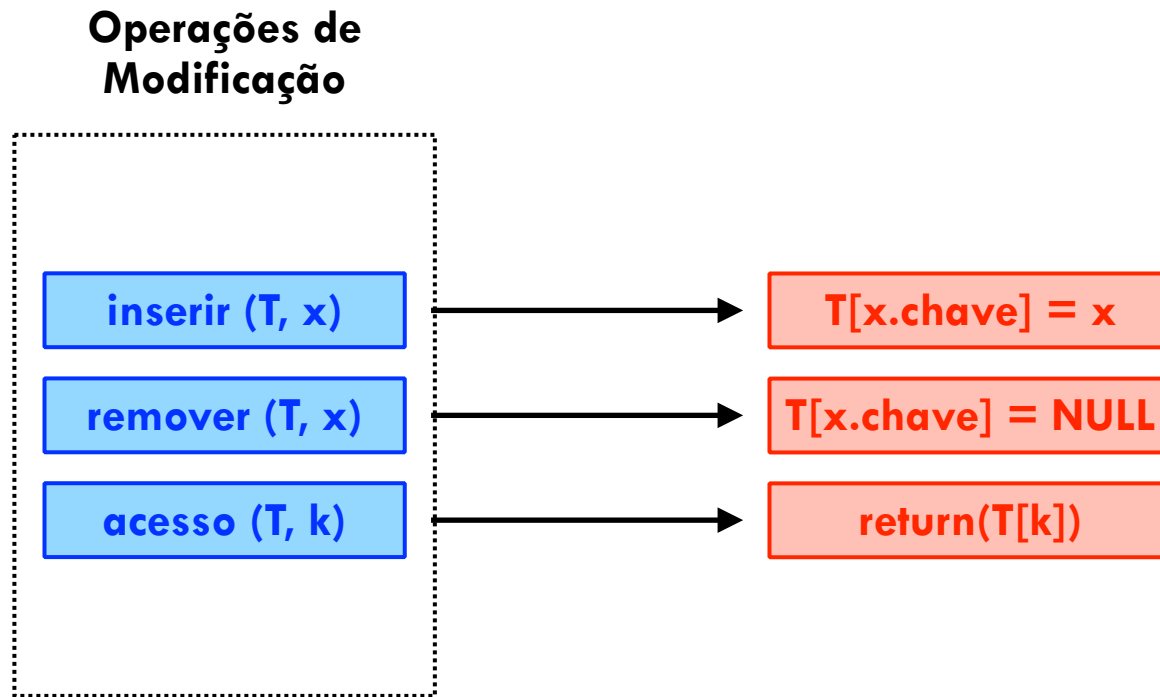 Operações de
Modificação
inserir (T, x)
T[x.chave] = x
remover (T, x)
T[x.chave] = NULL
acesso (T, k)
return(T[k])